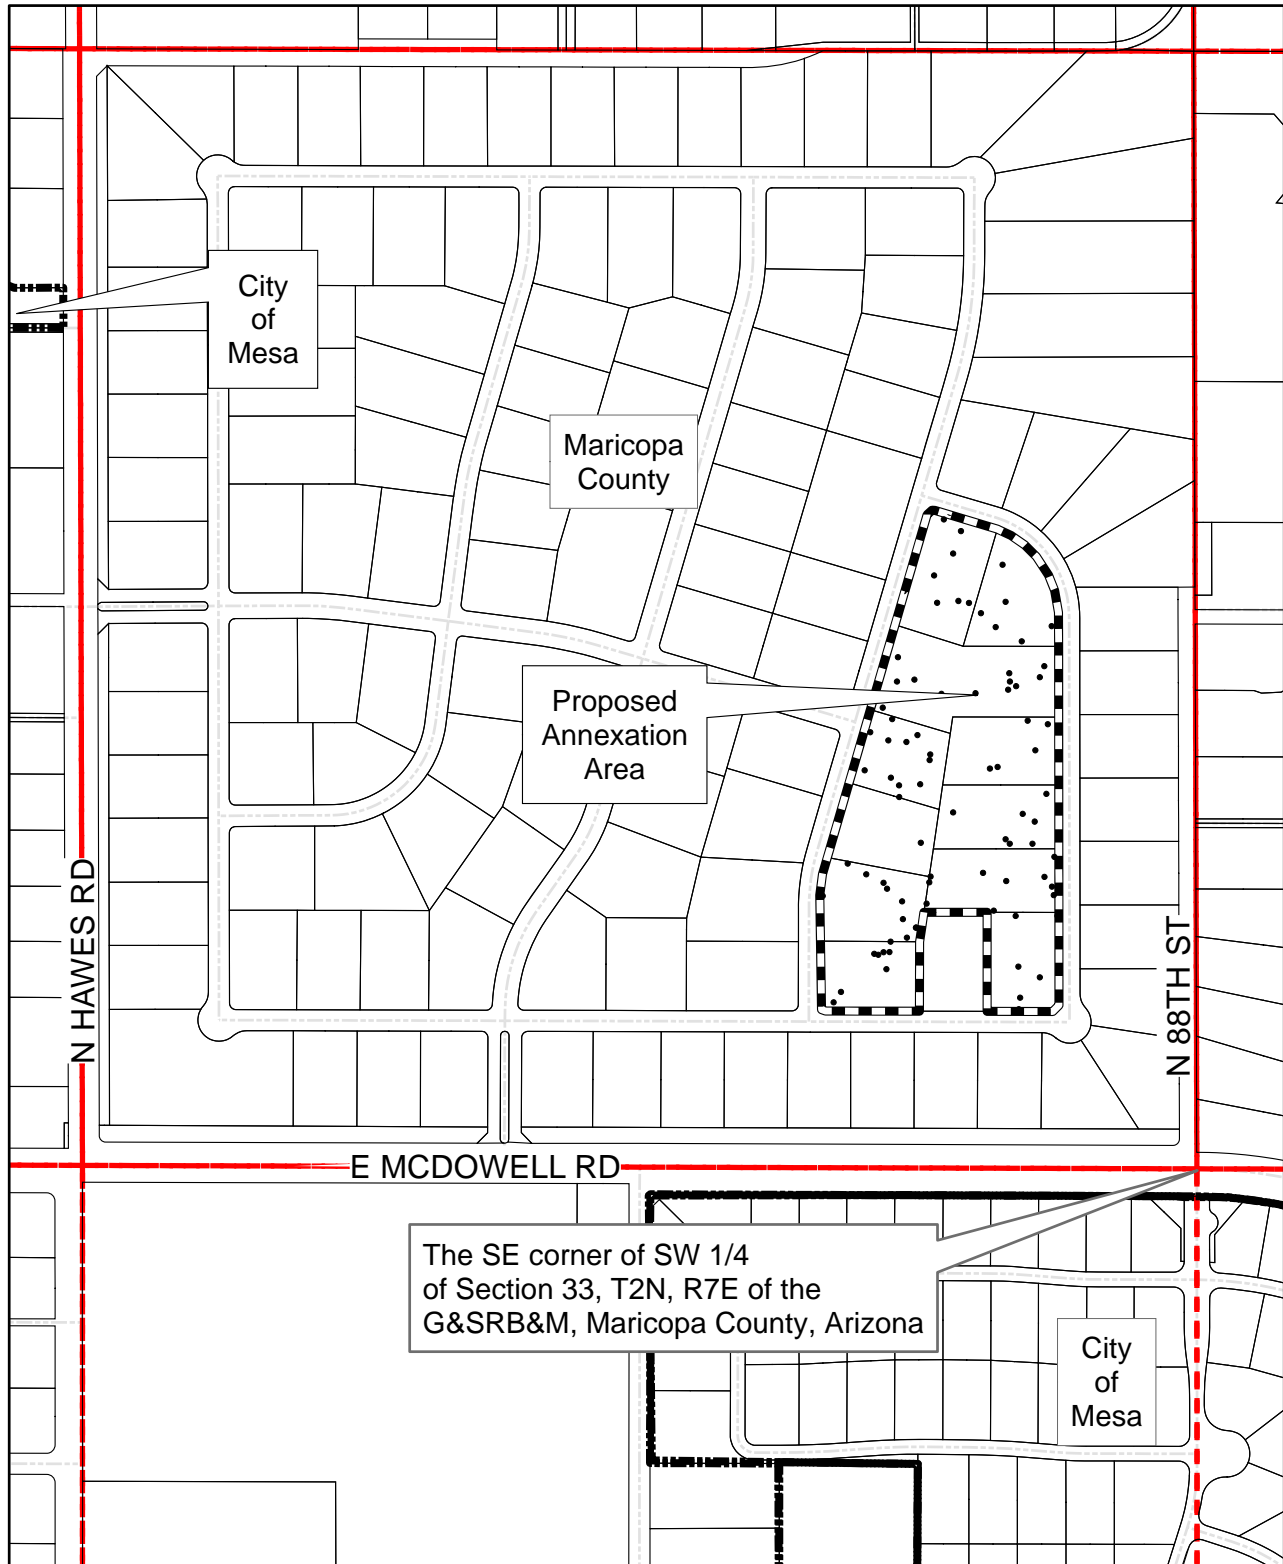 City
of
Mesa
Maricopa
County
Proposed
Annexation
Area
N HAWES RD
N 88TH ST
E MCDOWELL RD
The SE corner of SW 1/4
of Section 33, T2N, R7E of the
G&SRB&M, Maricopa County, Arizona
City
of
Mesa